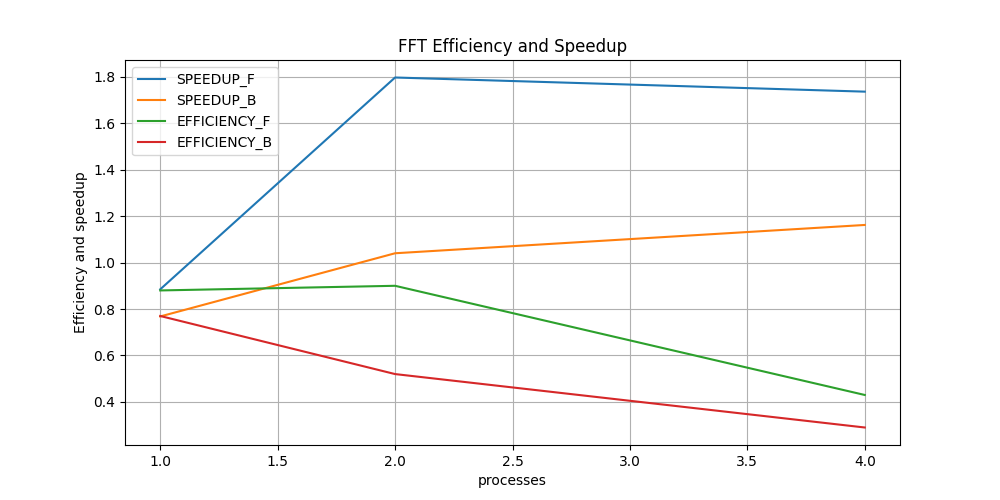 FFT Efficiency and Speedup
SPEEDUP_F
SPEEDUP_B
EFFICIENCY_F
EFFICIENCY_B
Efficiency and speedup
1.8
1.6
1.4
1.2
1.0
0.8
0.6
0.4
1.0 1.5 2.0 2.5 3.0 3.5 4.0
processes